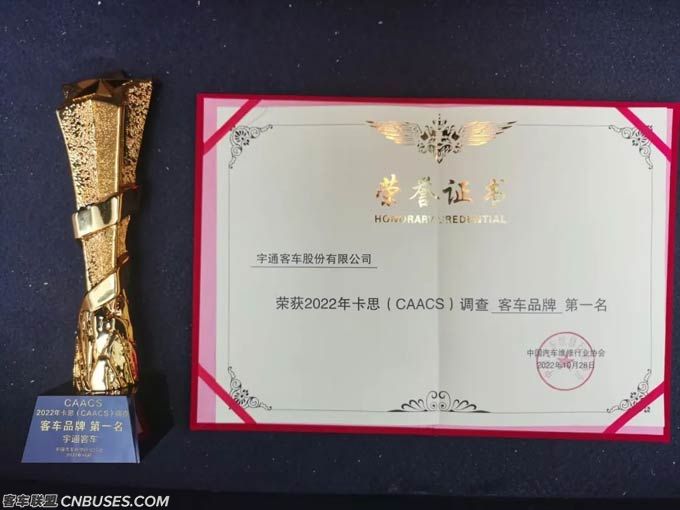 CAACS
2022年卡思（CAACS）调查
客车品牌 第一名
宇通客车
荣誉证书
HONORARY CREDENTIAL
宇通客车股份有限公司
荣获2022年卡思（CAACS）调查 客车品牌 第一名
中国汽车维修行业协会
2022年10月28日
客车联盟 CNBUSES.COM